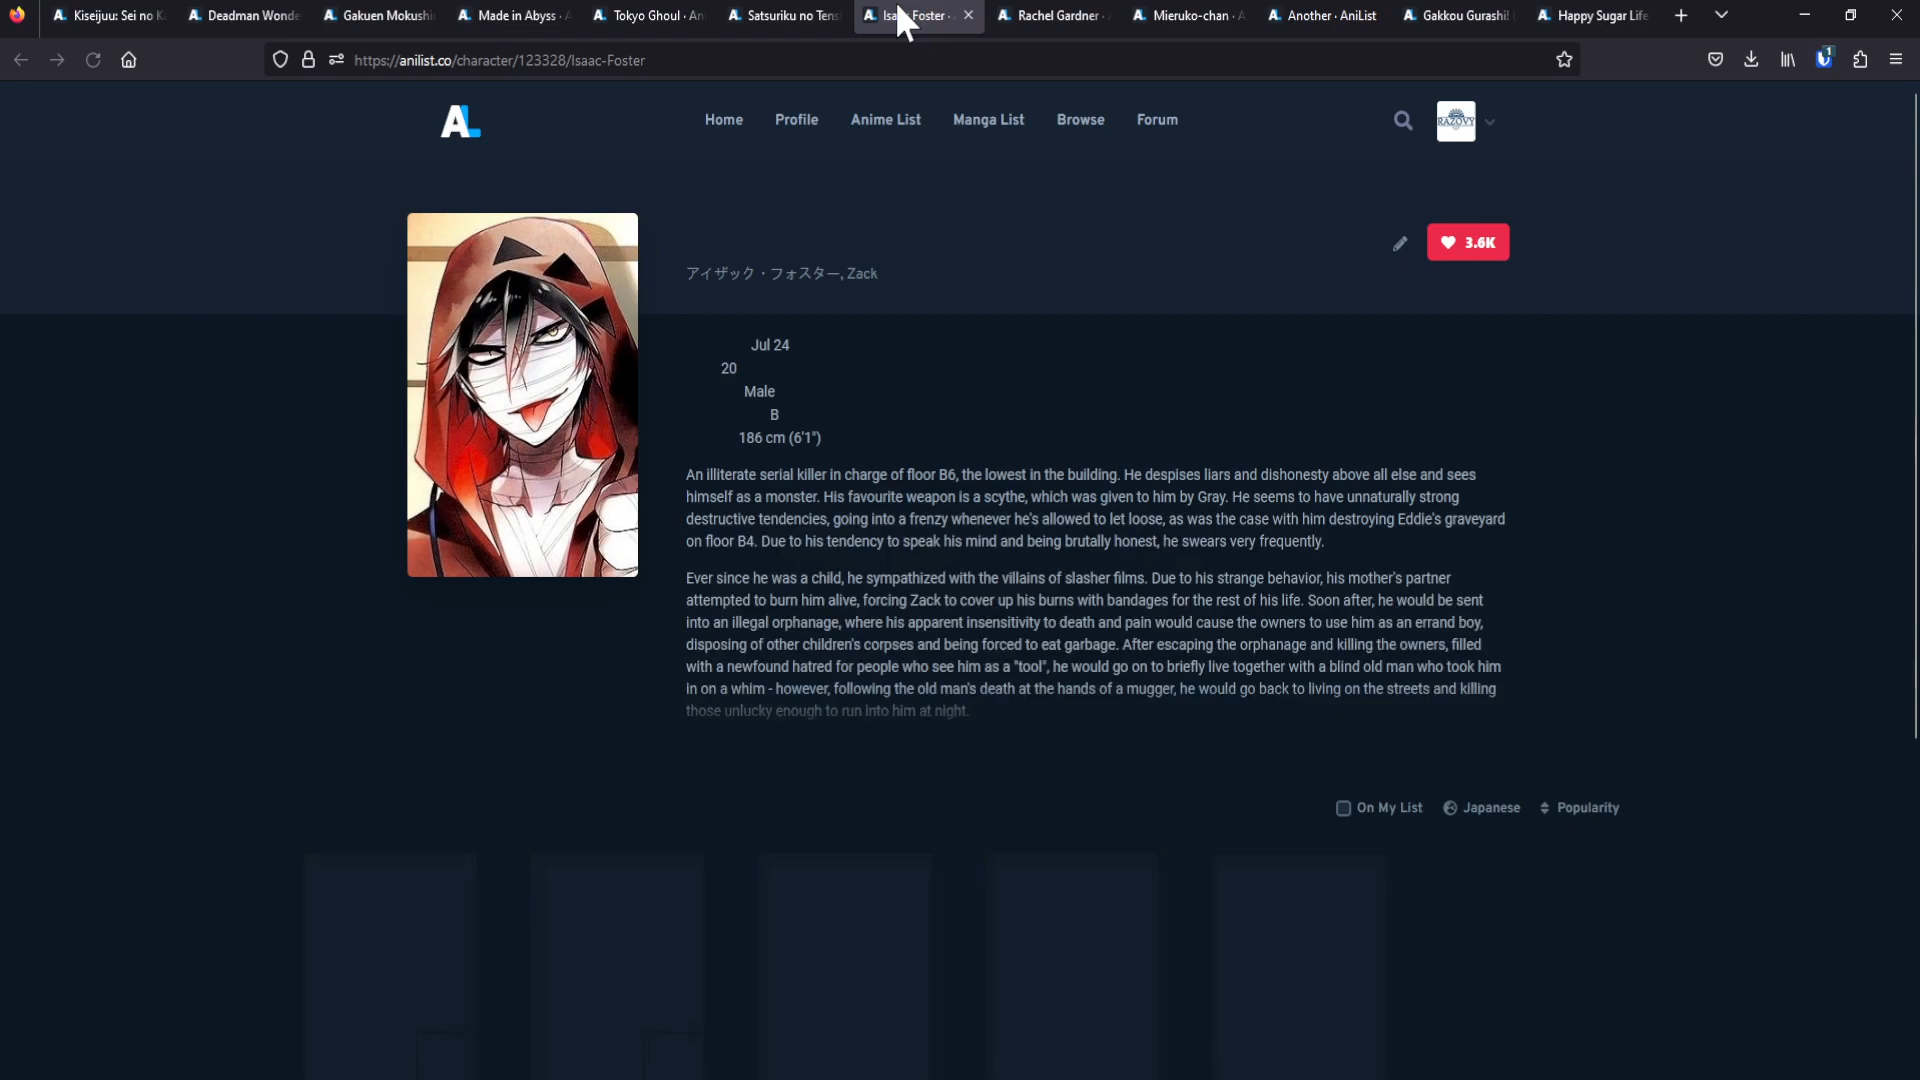 Kiseijuu: Sei no K
Deadman Wonde
Gakuen Mokushi
Made in Abyss · A
Tokyo Ghoul · An
Satsuriku no Tens
Foster ·
Rachel Gardner ·
Mieruko-chan · A
Another · AniList
Gakkou Gurashi!
Happy Sugar Life
https://anilist.co/character/123328/Isaac-Foster
1
AL
Home
Profile
Anime List
Manga List
Browse
Forum
RAZOVY
3.6K
アイザック・フォスター, Zack
Jul 24
20
Male
B
186 cm (6'1")
An illiterate serial killer in charge of floor B6, the lowest in the building. He despises liars and dishonesty above all else and sees
himself as a monster. His favourite weapon is a scythe, which was given to him by Gray. He seems to have unnaturally strong
destructive tendencies, going into a frenzy whenever he's allowed to let loose, as was the case with him destroying Eddie's graveyard
on floor B4. Due to his tendency to speak his mind and being brutally honest, he swears very frequently.
Ever since he was a child, he sympathized with the villains of slasher films. Due to his strange behavior, his mother's partner
attempted to burn him alive, forcing Zack to cover up his burns with bandages for the rest of his life. Soon after, he would be sent
into an illegal orphanage, where his apparent insensitivity to death and pain would cause the owners to use him as an errand boy,
disposing of other children's corpses and being forced to eat garbage. After escaping the orphanage and killing the owners, filled
with a newfound hatred for people who see him as a "tool", he would go on to briefly live together with a blind old man who took him
in on a whim - however, following the old man's death at the hands of a mugger, he would go back to living on the streets and killing
those unlucky enough to run into him at night.
On My List
Japanese
Popularity